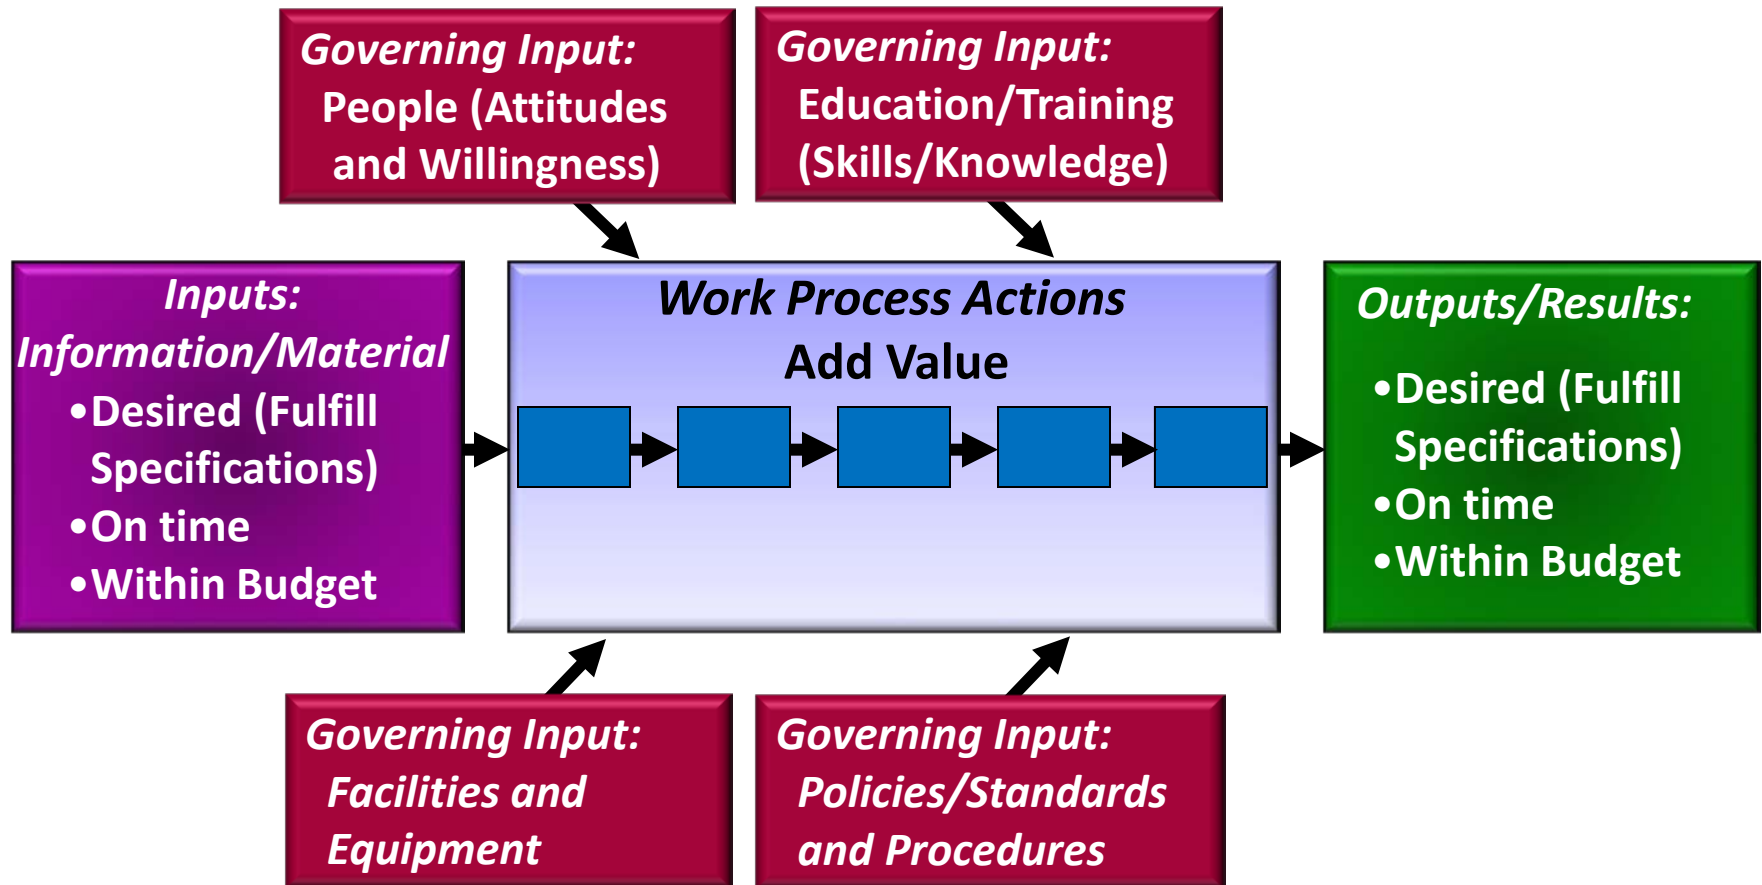 Governing Input:
People (Attitudes
and Willingness)
Governing Input:
Education/Training
(Skills/Knowledge)
Inputs:
Information/Material
•Desired (Fulfill
Specifications)
•On time
•Within Budget
Work Process Actions
Add Value
Outputs/Results:
•Desired (Fulfill
Specifications)
•On time
•Within Budget
Governing Input:
Facilities and
Equipment
Governing Input:
Policies/Standards
and Procedures